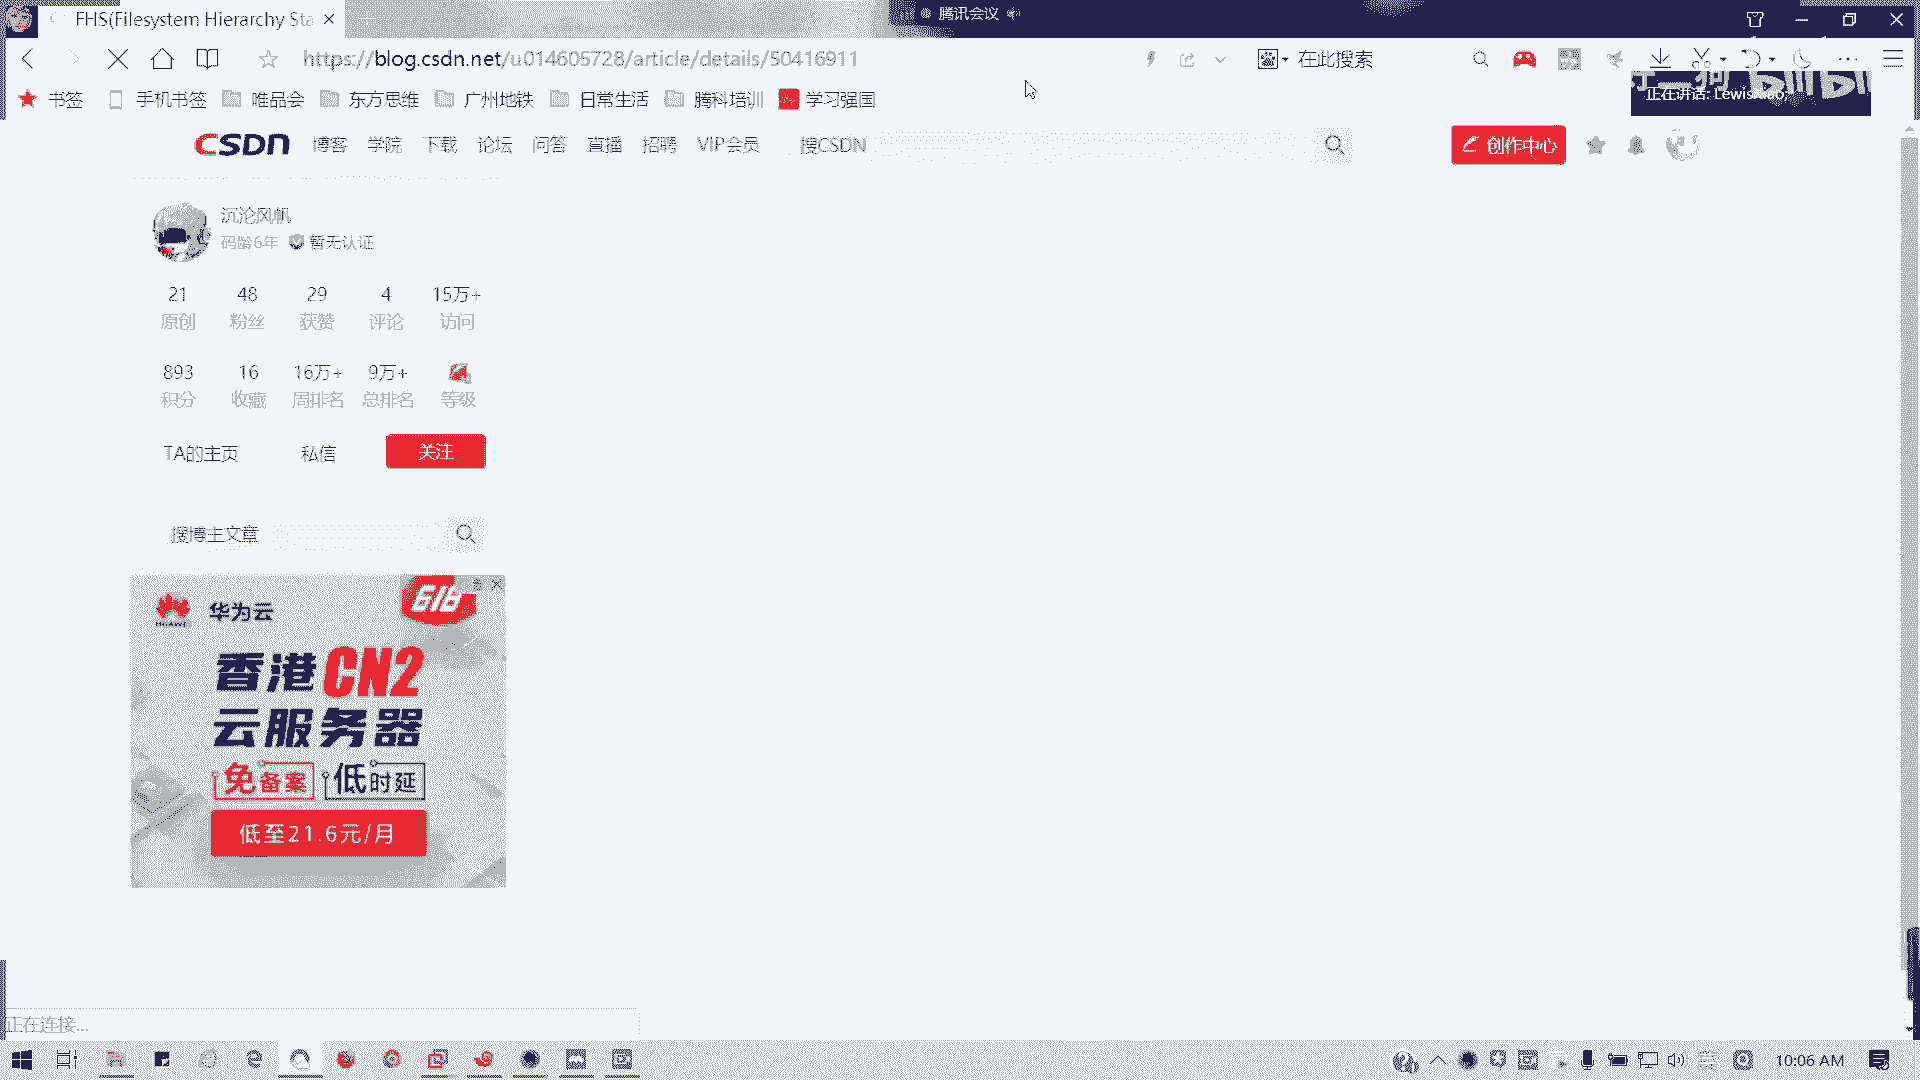 FHS(Filesystem Hierarchy Sta
腾讯会议
https://blog.csdn.net/u014605728/article/details/50416911
在此搜索
书签 手机书签 唯品会 东方思维 广州地铁 日常生活 腾科培训 学习强国
正在讲话: LewisXiao;
CSDN 博客 学院 下载 论坛 问答 直播 招聘 VIP会员 搜CSDN 创作中心
沉沦风帆
码龄6年 暂无认证
21 48 29 4 15万+
原创 粉丝 获赞 评论 访问
893 16 16万+ 9万+
积分 收藏 周排名 总排名 等级
TA的主页 私信 关注
搜博主文章
618
HUAWEI 华为云
香港CN2
云服务器
免备案 低时延
低至21.6元/月
正在连接...
10:06 AM